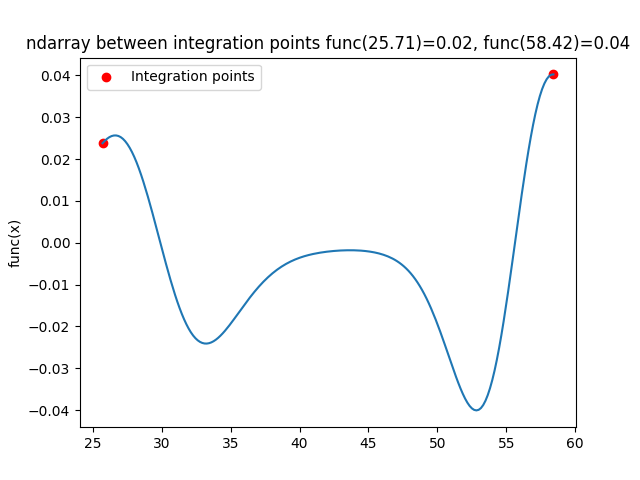 ndarray between integration points func(25.71)=0.02, func(58.42)=0.04
Integration points
func(x)
0.04
0.03
0.02
0.01
0.00
−0.01
−0.02
−0.03
−0.04
25 30 35 40 45 50 55 60